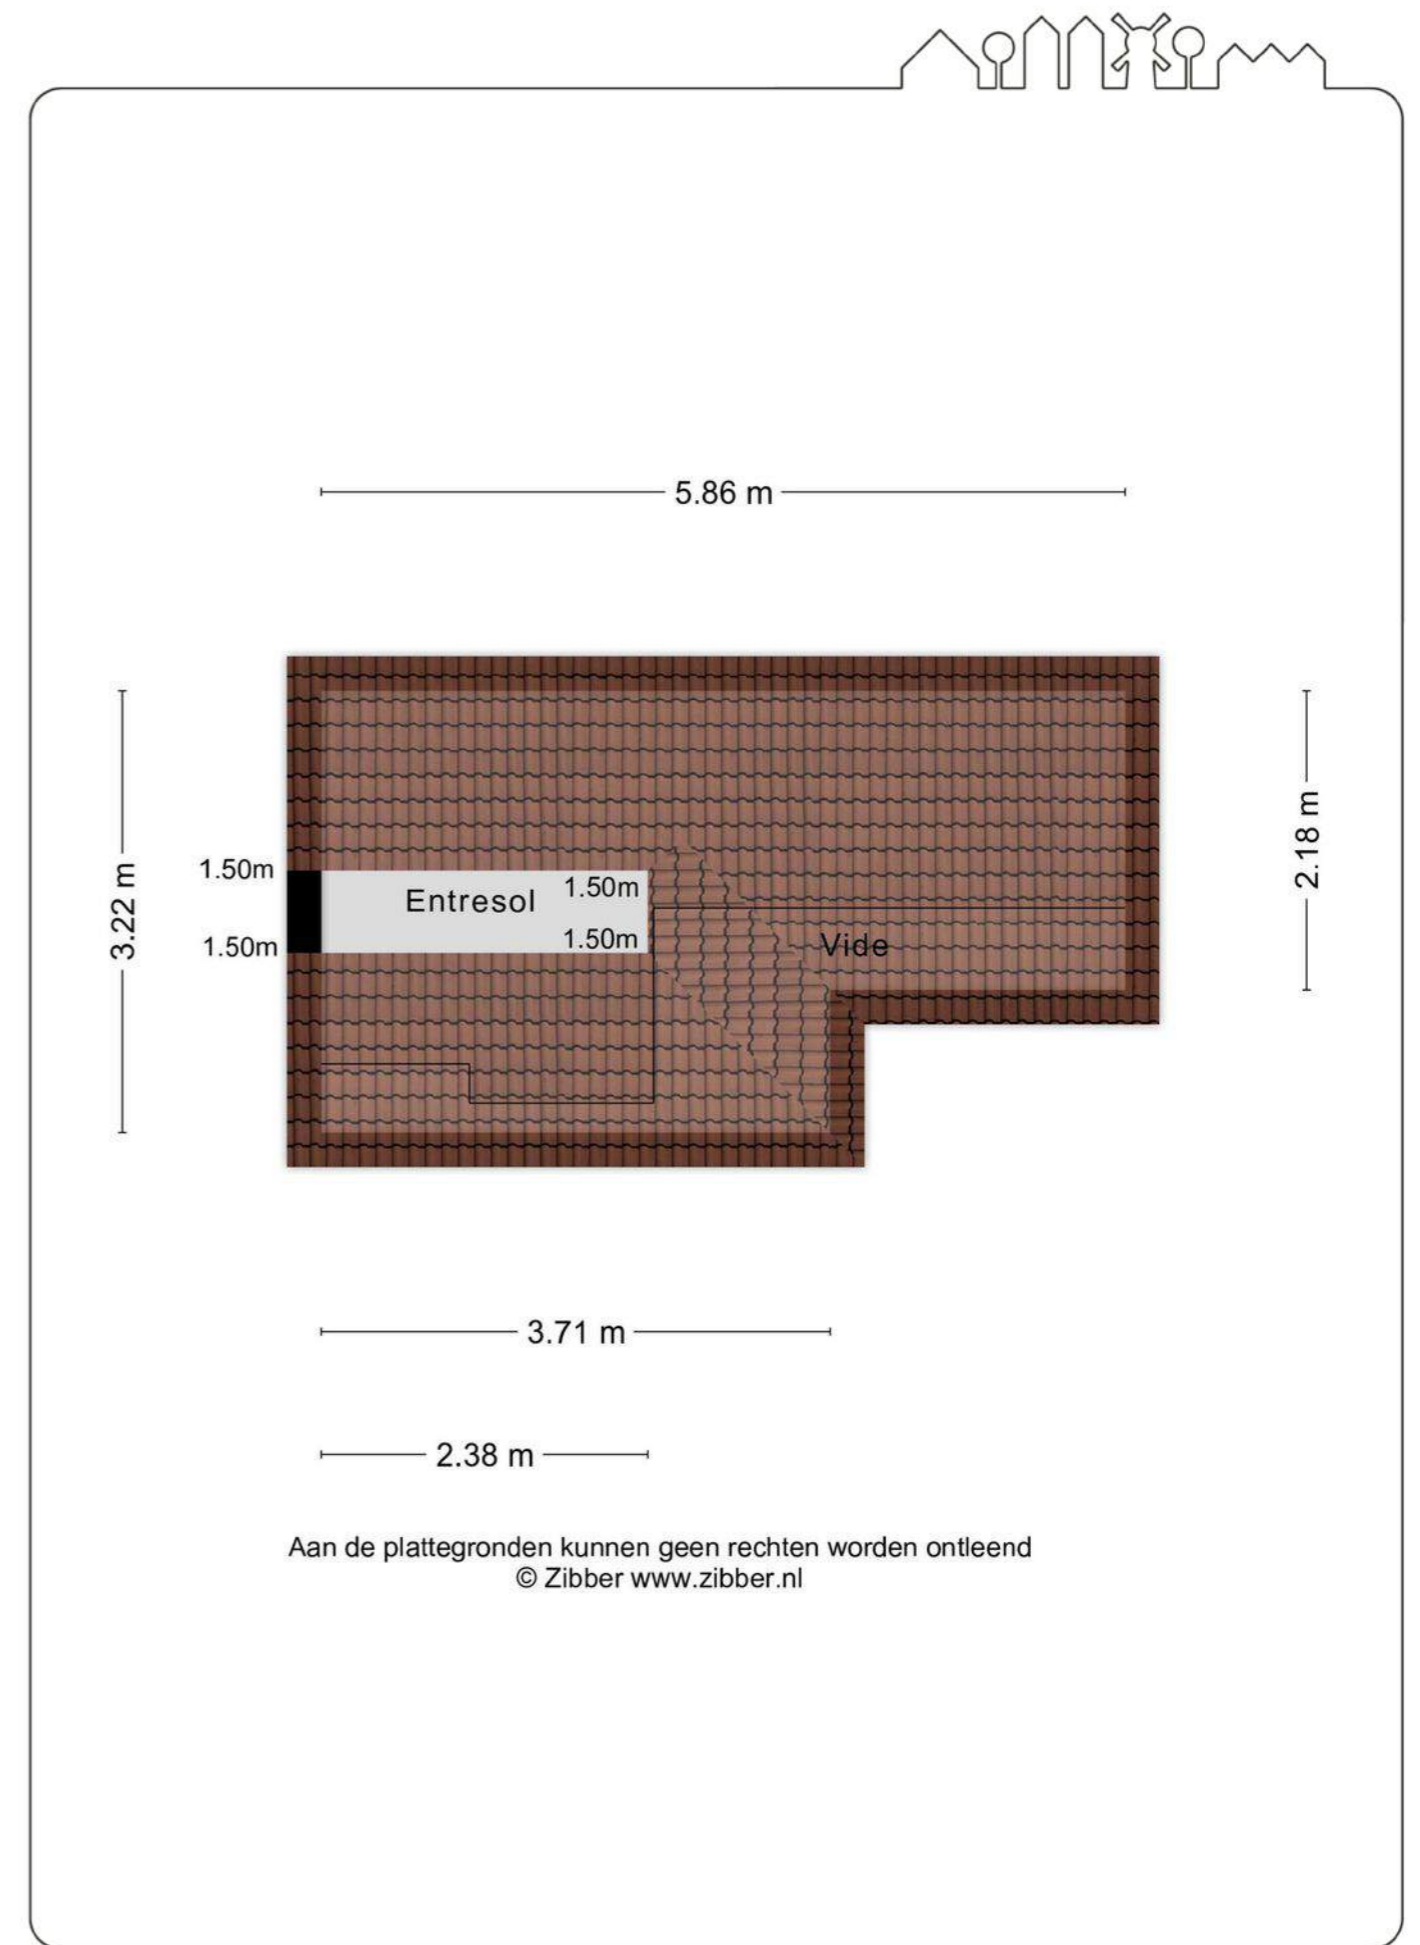 5.86 m
3.22 m
2.18 m
1.50m
1.50m
Entresol
1.50m
1.50m
Vide
3.71 m
2.38 m
Aan de plattegronden kunnen geen rechten worden ontleend
© Zibber www.zibber.nl